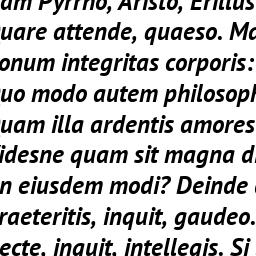 am Pyrrho, Aristo, Erillus
uare attende, quaeso. Ma
onum integritas corporis:
uo modo autem philosoph
uam illa ardentis amores
idesne quam sit magna di
n eiusdem modi? Deinde
raeteritis, inquit, gaudeo.
ecte, inquit, intellegis. Si